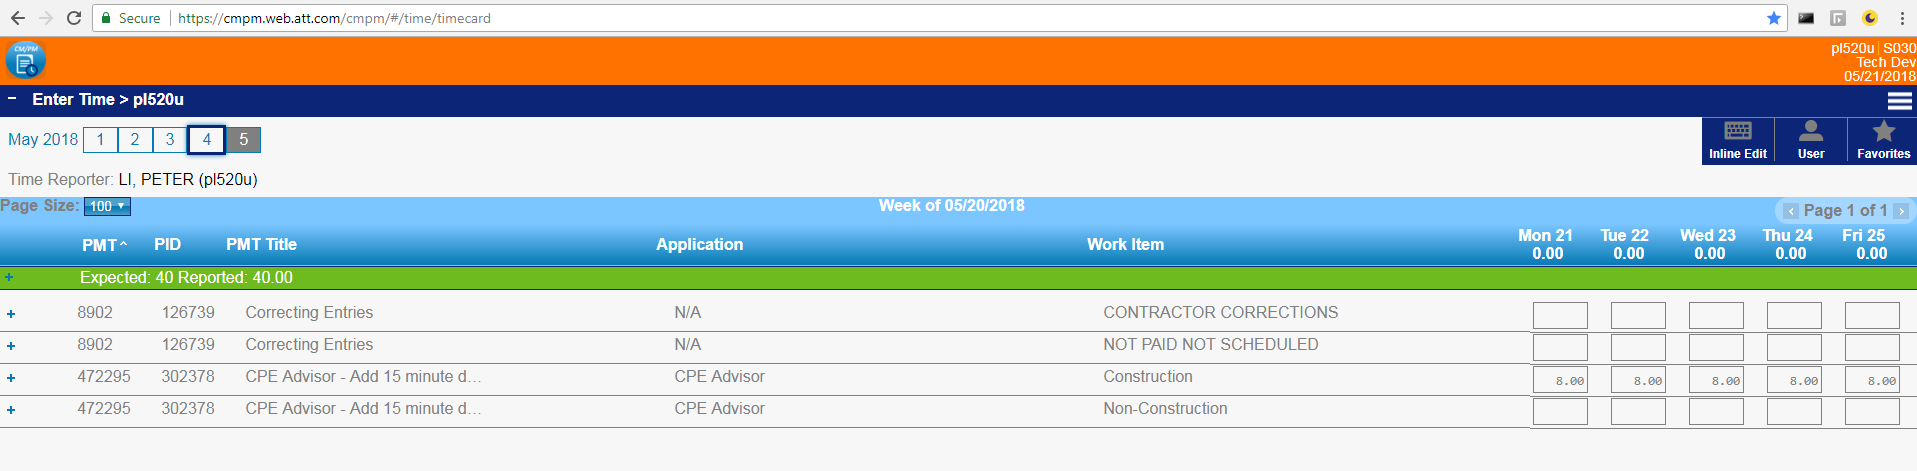 Secure https://cmpm.web.att.com/cmpm/#/time/timecard
CM/PM
pl520u S030
Tech Dev
05/21/2018
− Enter Time > pl520u
May 2018 1 2 3 4 5
Inline Edit User Favorites
Time Reporter: LI, PETER (pl520u)
Page Size: 100 Week of 05/20/2018 Page 1 of 1
PMT PID PMT Title Application Work Item Mon 21 Tue 22 Wed 23 Thu 24 Fri 25
0.00 0.00 0.00 0.00 0.00
+ Expected: 40 Reported: 40.00
+ 8902 126739 Correcting Entries N/A CONTRACTOR CORRECTIONS
+ 8902 126739 Correcting Entries N/A NOT PAID NOT SCHEDULED
+ 472295 302378 CPE Advisor - Add 15 minute d... CPE Advisor Construction 8.00 8.00 8.00 8.00 8.00
+ 472295 302378 CPE Advisor - Add 15 minute d... CPE Advisor Non-Construction